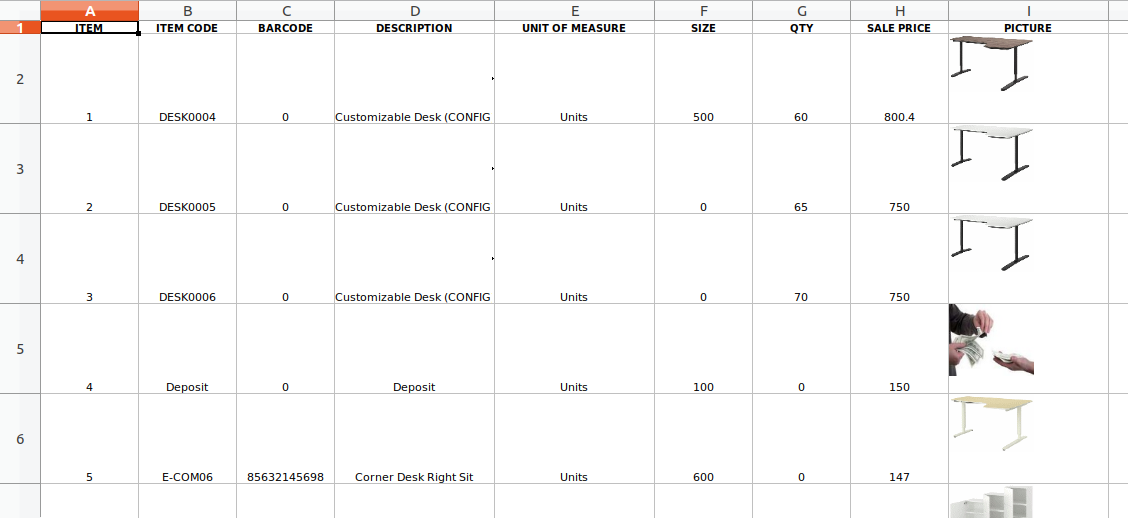 A B C D E F G H I
1 ITEM ITEM CODE BARCODE DESCRIPTION UNIT OF MEASURE SIZE QTY SALE PRICE PICTURE
2 1 DESK0004 0 Customizable Desk (CONFIG Units 500 60 800.4
3 2 DESK0005 0 Customizable Desk (CONFIG Units 0 65 750
4 3 DESK0006 0 Customizable Desk (CONFIG Units 0 70 750
5 4 Deposit 0 Deposit Units 100 0 150
6 5 E-COM06 85632145698 Corner Desk Right Sit Units 600 0 147